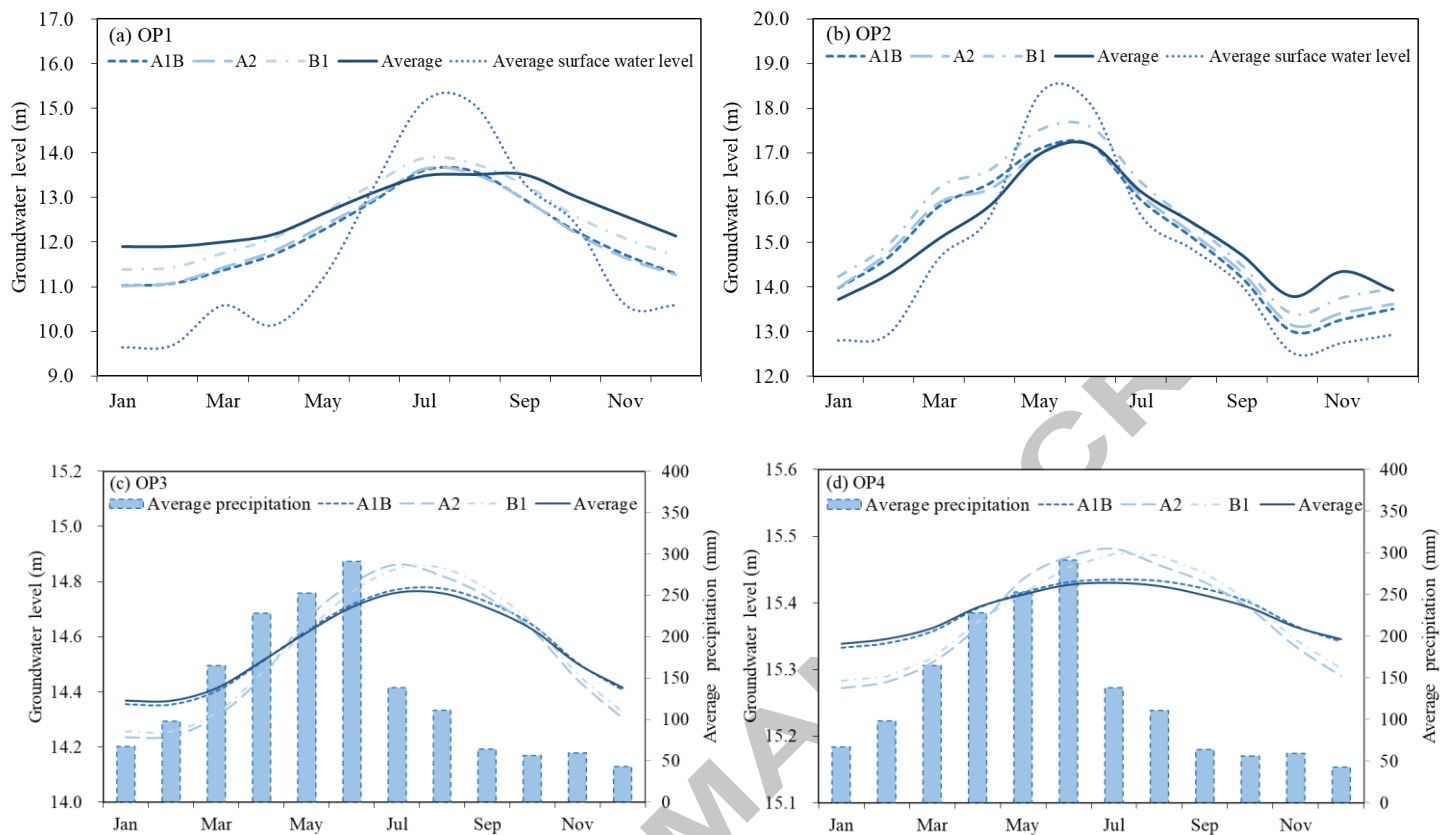 (a) OP1
A1B A2 B1 Average Average surface water level
Groundwater level (m)
17.0
16.0
15.0
14.0
13.0
12.0
11.0
10.0
9.0
Jan Mar May Jul Sep Nov
(b) OP2
A1B A2 B1 Average Average surface water level
Groundwater level (m)
20.0
19.0
18.0
17.0
16.0
15.0
14.0
13.0
12.0
Jan Mar May Jul Sep Nov
(c) OP3
Average precipitation A1B A2 B1 Average
Groundwater level (m)
15.2
15.0
14.8
14.6
14.4
14.2
14.0
Average precipitation (mm)
400
350
300
250
200
150
100
50
0
Jan Mar May Jul Sep Nov
(d) OP4
Average precipitation A1B A2 B1 Average
Groundwater level (m)
15.6
15.5
15.4
15.3
15.2
15.1
Average precipitation (mm)
400
350
300
250
200
150
100
50
0
Jan Mar May Jul Sep Nov